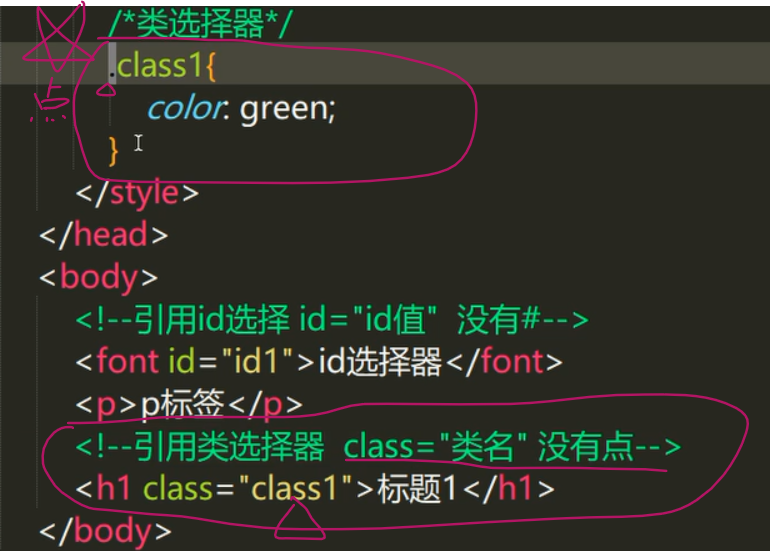 /*类选择器*/
.class1{
color: green;
}
点
</style>
</head>
<body>
<!--引用id选择 id="id值"  没有#-->
<font id="id1">id选择器</font>
<p>p标签</p>
<!--引用类选择器  class="类名" 没有点-->
<h1 class="class1">标题1</h1>
</body>